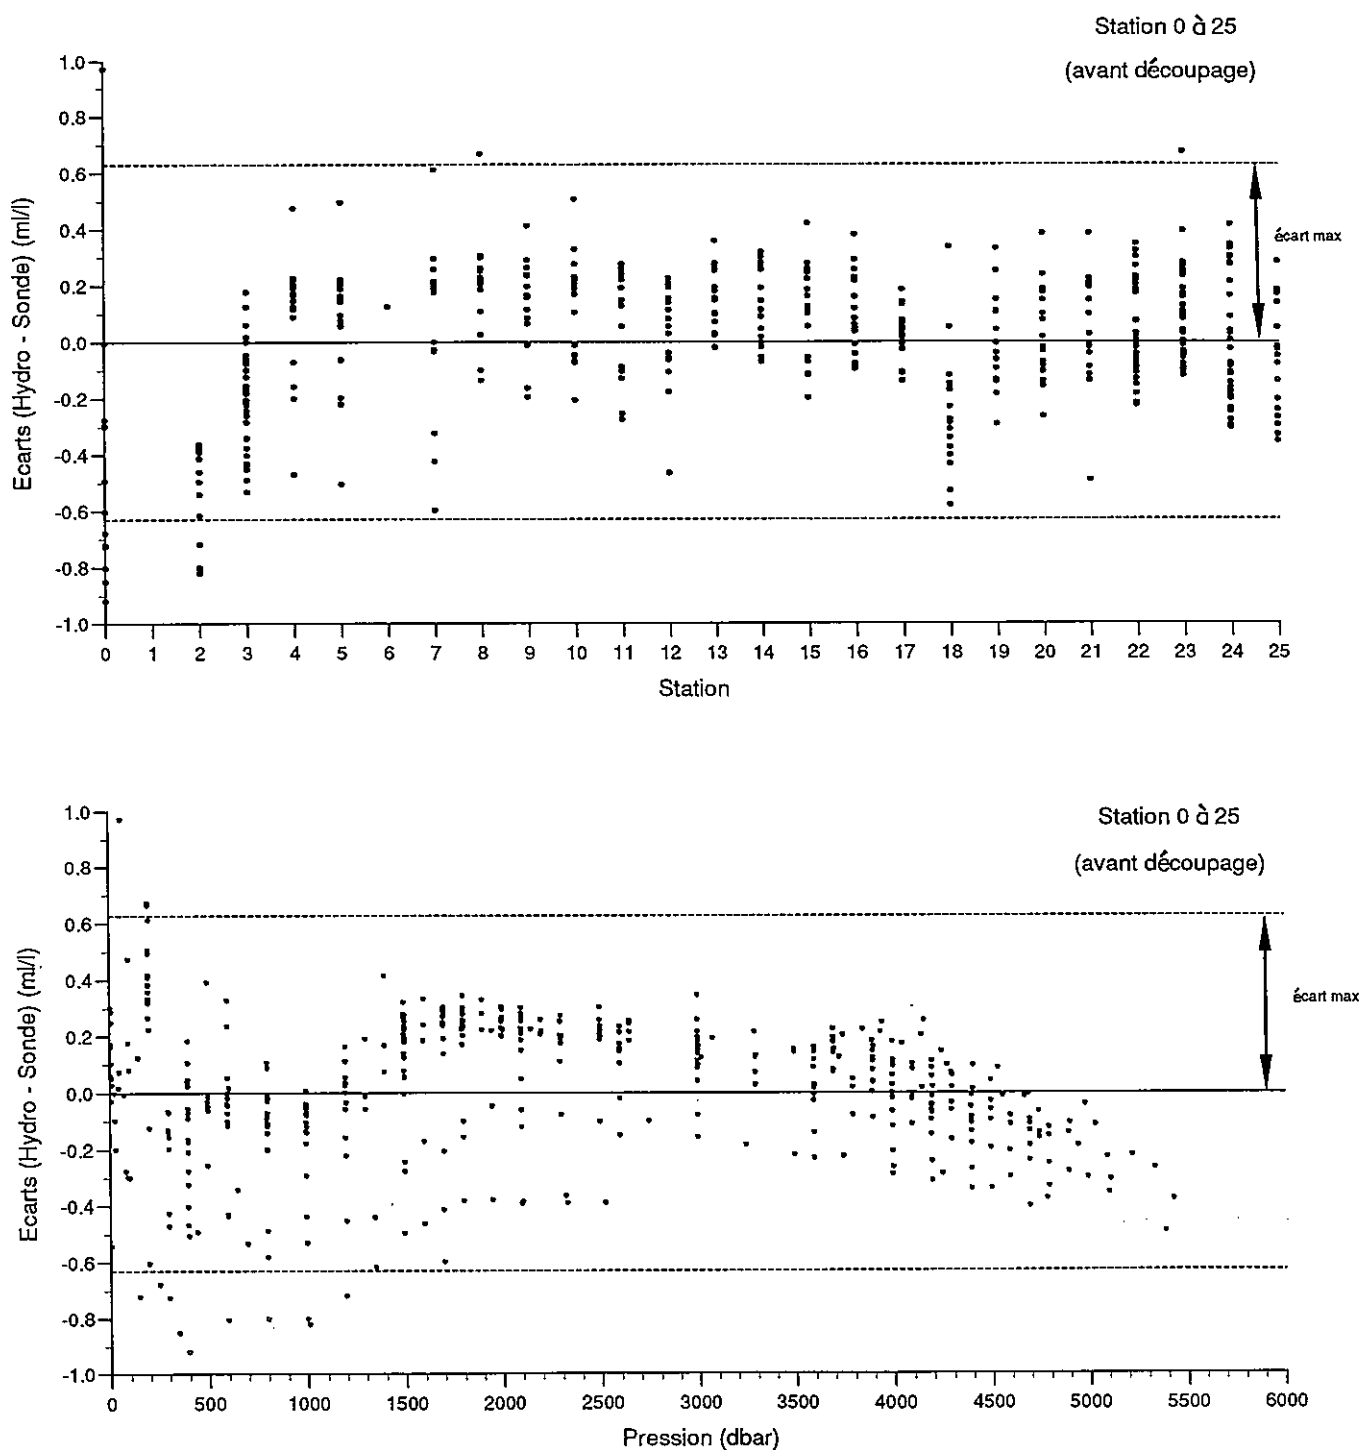 Station 0 à 25
(avant découpage)
1.0
0.8
0.6
0.4
0.2
0.0
-0.2
-0.4
-0.6
-0.8
-1.0
Ecarts (Hydro - Sonde) (ml/l)
écart max
0 1 2 3 4 5 6 7 8 9 10 11 12 13 14 15 16 17 18 19 20 21 22 23 24 25
Station
Station 0 à 25
(avant découpage)
1.0
0.8
0.6
0.4
0.2
0.0
-0.2
-0.4
-0.6
-0.8
-1.0
Ecarts (Hydro - Sonde) (ml/l)
écart max
0 500 1000 1500 2000 2500 3000 3500 4000 4500 5000 5500 6000
Pression (dbar)